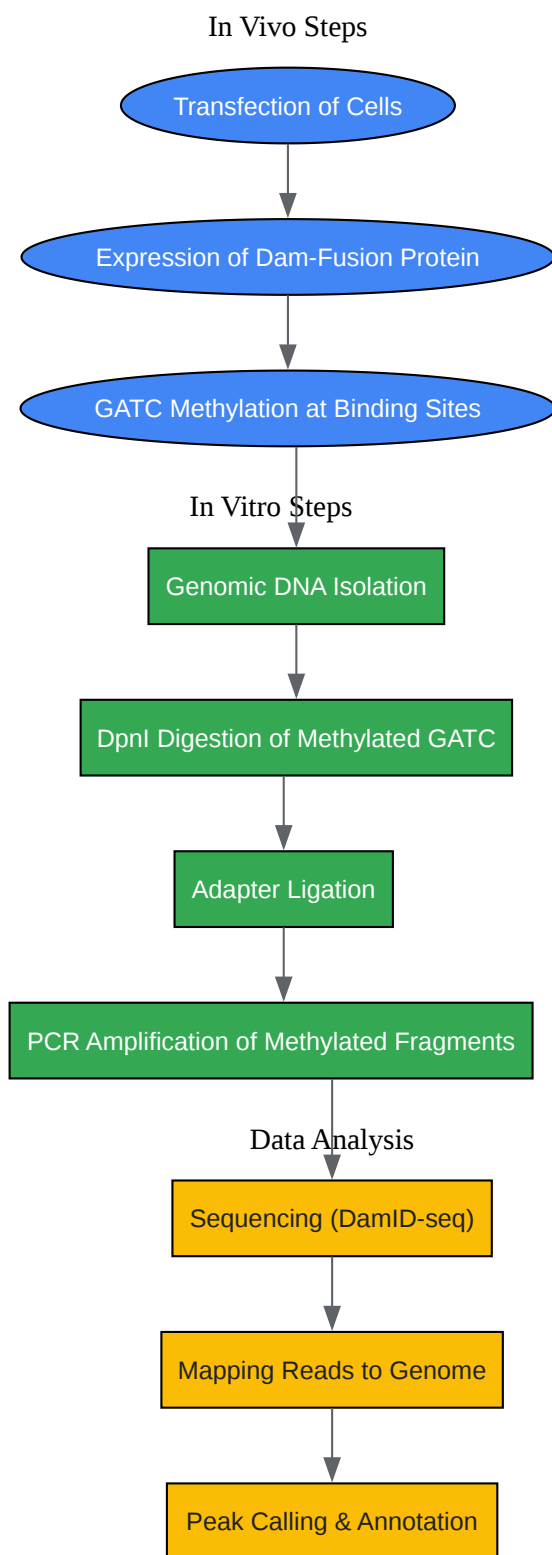 In Vivo Steps
Transfection of Cells
Expression of Dam-Fusion Protein
GATC Methylation at Binding Sites
In Vitro Steps
Genomic DNA Isolation
DpnI Digestion of Methylated GATC
Adapter Ligation
PCR Amplification of Methylated Fragments
Data Analysis
Sequencing (DamID-seq)
Mapping Reads to Genome
Peak Calling & Annotation